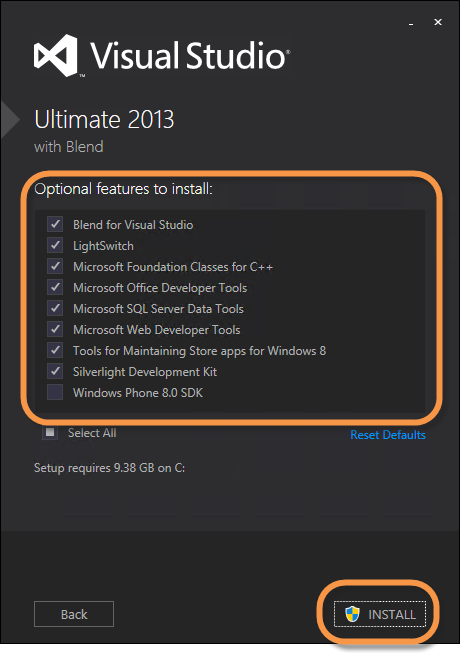 Visual Studio®
™
Ultimate 2013
with Blend
Optional features to install:
Blend for Visual Studio
LightSwitch
Microsoft Foundation Classes for C++
Microsoft Office Developer Tools
Microsoft SQL Server Data Tools
Microsoft Web Developer Tools
Tools for Maintaining Store apps for Windows 8
Silverlight Development Kit
Windows Phone 8.0 SDK
Select All
Reset Defaults
Setup requires 9.38 GB on C:
Back
INSTALL